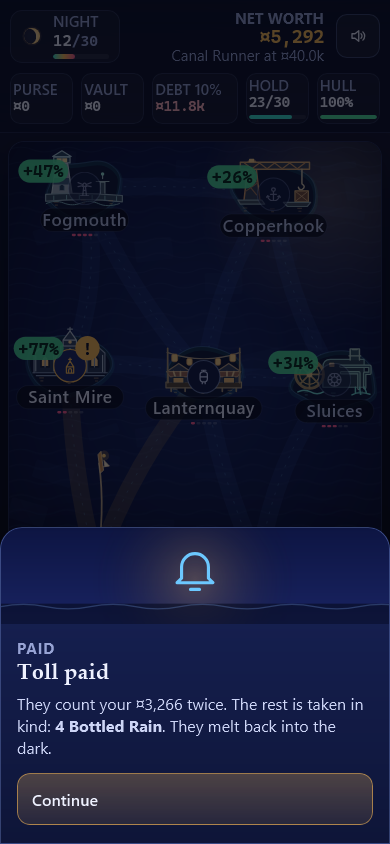 NIGHT
12/30
NET WORTH
¤5,292
Canal Runner at ¤40.0k
PURSE
¤0
VAULT
¤0
DEBT 10%
¤11.8k
HOLD
23/30
HULL
100%
+47%
Fogmouth
+26%
Copperhook
+77%
!
Saint Mire
Lanternquay
+34%
Sluices
PAID
Toll paid
They count your ¤3,266 twice. The rest is taken in
kind: 4 Bottled Rain. They melt back into the
dark.
Continue